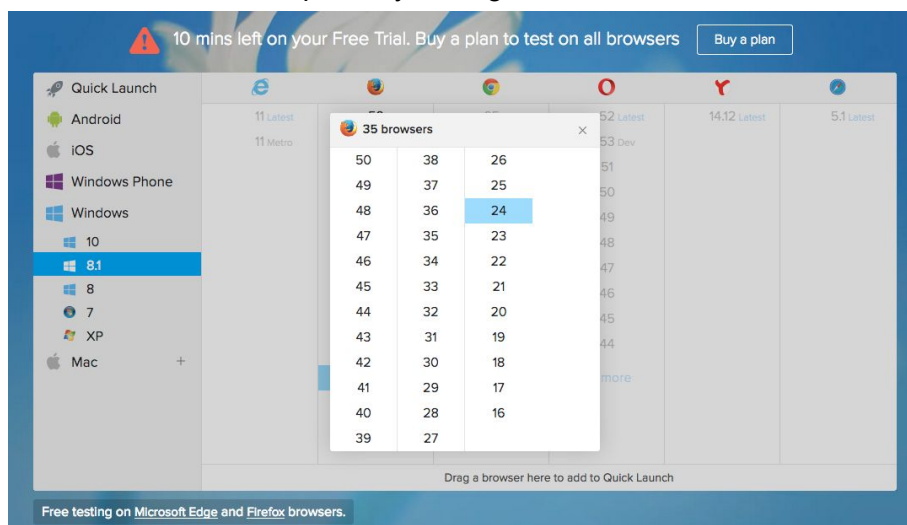 10 mins left on your Free Trial. Buy a plan to test on all browsers
Buy a plan
Quick Launch
Android
iOS
Windows Phone
Windows
10
8.1
8
7
XP
Mac +
11 Latest
11 Metro
52 Latest
53 Dev
51
50
49
48
47
46
45
44
more
14.12 Latest
5.1 Latest
35 browsers ×
50 38 26
49 37 25
48 36 24
47 35 23
46 34 22
45 33 21
44 32 20
43 31 19
42 30 18
41 29 17
40 28 16
39 27
Drag a browser here to add to Quick Launch
Free testing on Microsoft Edge and Firefox browsers.